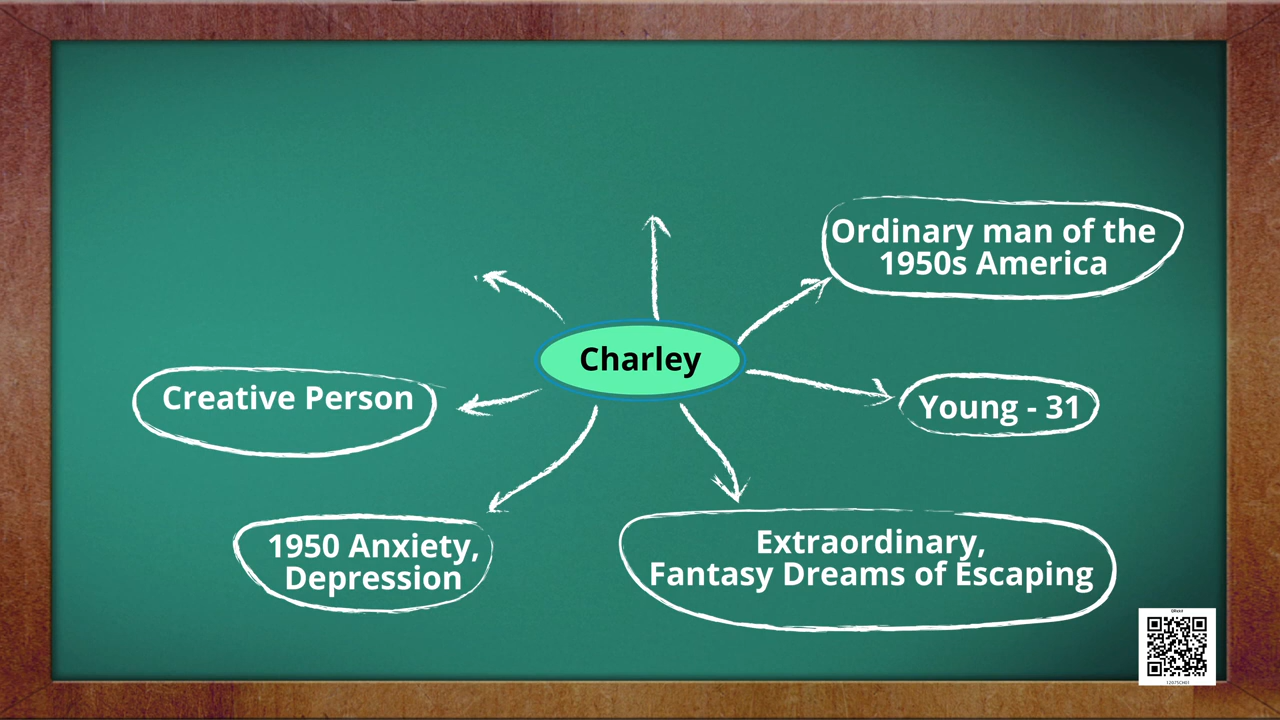 Ordinary man of the
1950s America
Charley
Creative Person
Young - 31
1950 Anxiety,
Depression
Extraordinary,
Fantasy Dreams of Escaping